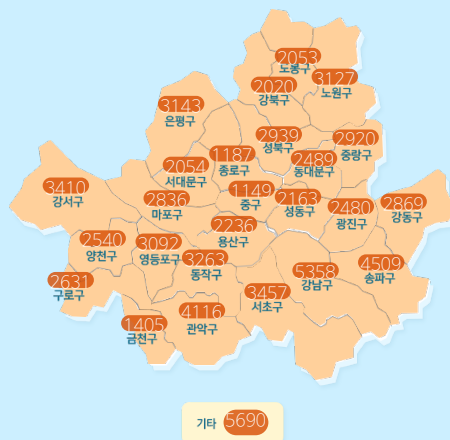 2053
노봉구
3127
노원구
2020
강북구
3143
은평구
2939
성북구
2920
중랑구
1187
종로구
2489
동대문구
2054
서대문구
3410
강서구
2836
마포구
1149
중구
2163
성동구
2480
광진구
2869
강동구
2236
용산구
2540
양천구
3092
영등포구
3263
동작구
4509
송파구
5358
강남구
2631
구로구
3457
서초구
1405
금천구
4116
관악구
기타 5690